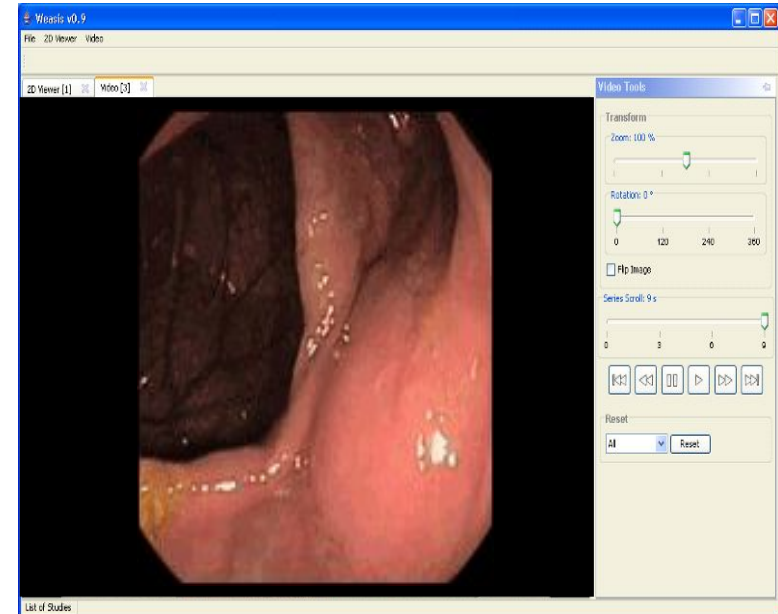 Weasis v0.9
File 2D Viewer Video
2D Viewer [1] Video [3]
Video Tools
Transform
Zoom: 100 %
Rotation: 0 °
0 120 240 360
Flip Image
Series Scroll: 9 s
0 3 6 9
Reset
All Reset
List of Studies